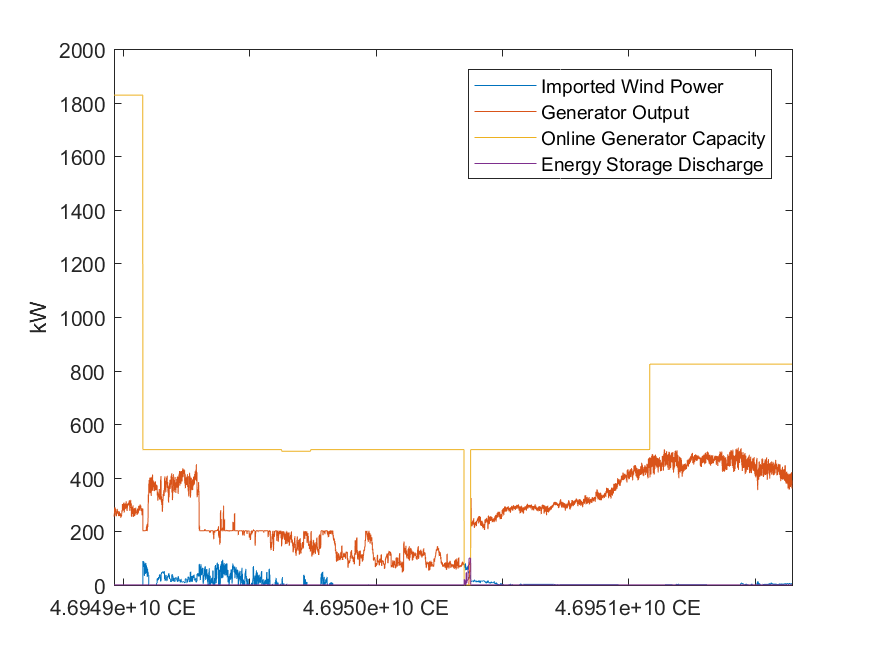 2000
1800
1600
1400
1200
1000
800
600
400
200
0
kW
Imported Wind Power
Generator Output
Online Generator Capacity
Energy Storage Discharge
4.6949e+10 CE 4.6950e+10 CE 4.6951e+10 CE